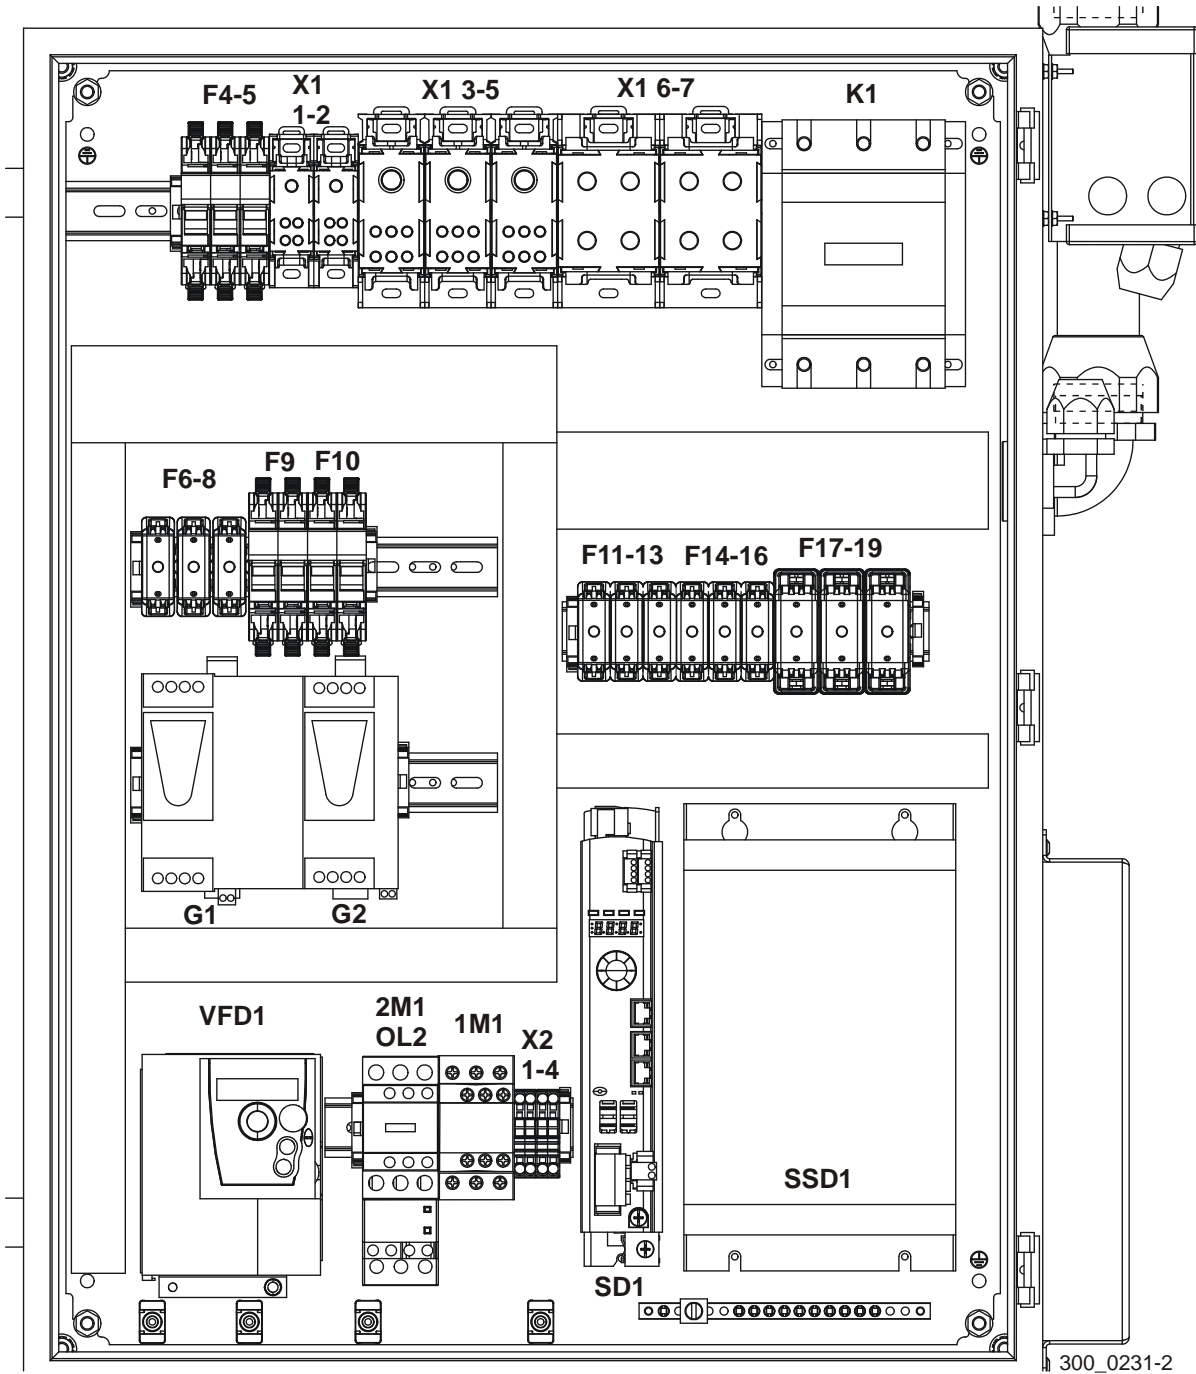 F4-5
X1
1-2
X1 3-5
X1 6-7
K1
F6-8
F9
F10
F11-13
F14-16
F17-19
G1
G2
VFD1
2M1
OL2
1M1
X2
1-4
SD1
SSD1
300_0231-2